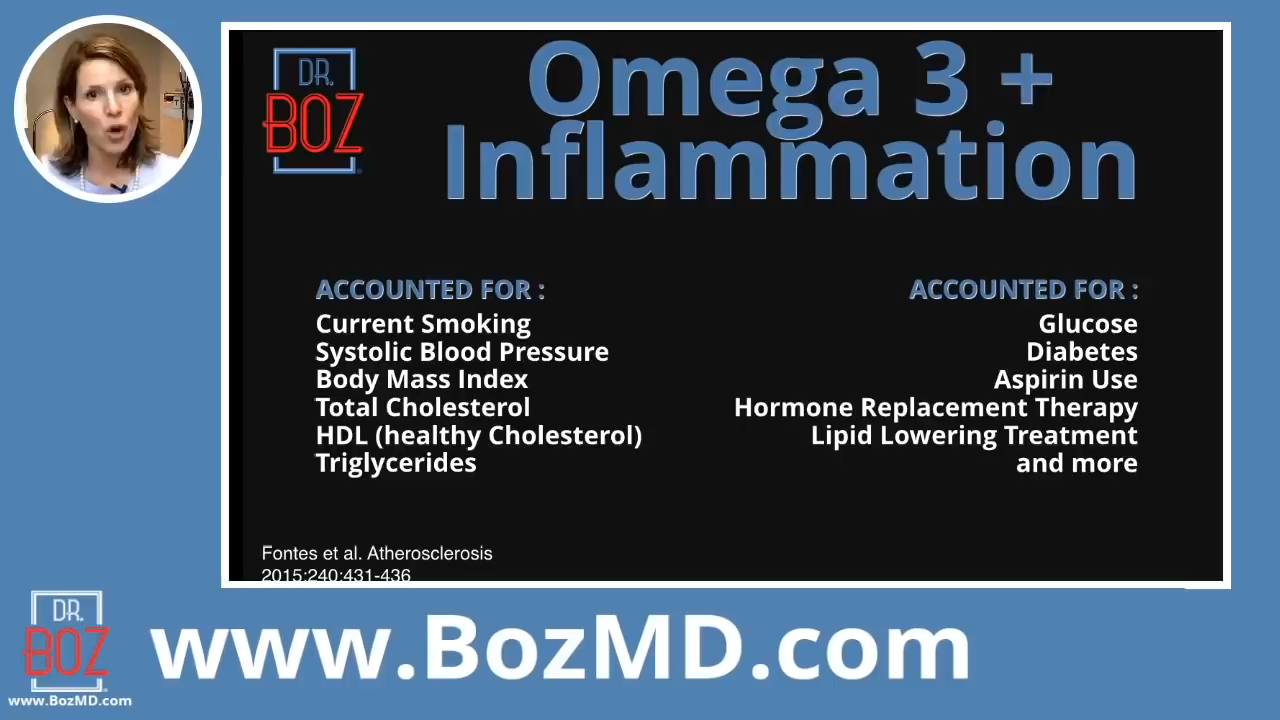 DR.
BOZ
Omega 3 +
Inflammation
ACCOUNTED FOR :
Current Smoking
Systolic Blood Pressure
Body Mass Index
Total Cholesterol
HDL (healthy Cholesterol)
Triglycerides
ACCOUNTED FOR :
Glucose
Diabetes
Aspirin Use
Hormone Replacement Therapy
Lipid Lowering Treatment
and more
Fontes et al. Atherosclerosis
2015;240:431-436
DR.
BOZ
www.BozMD.com
www.BozMD.com